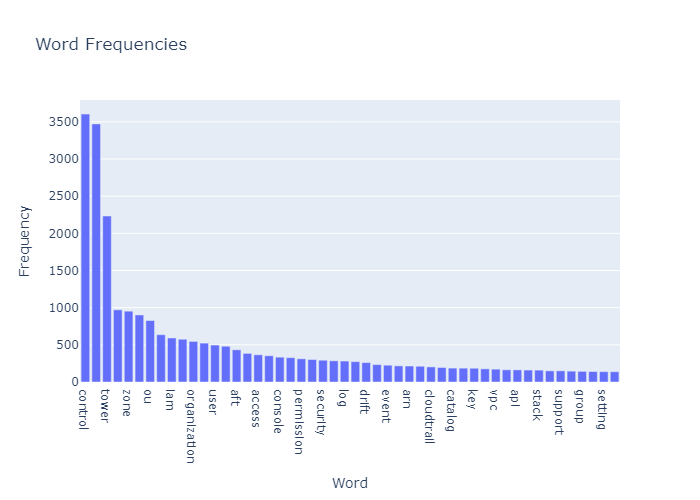 Word Frequencies
3500
3000
2500
2000
1500
1000
500
0
Frequency
control
tower
zone
ou
iam
organization
user
aft
access
console
permission
security
log
drift
event
arn
cloudtrail
catalog
key
vpc
api
stack
support
group
setting
Word